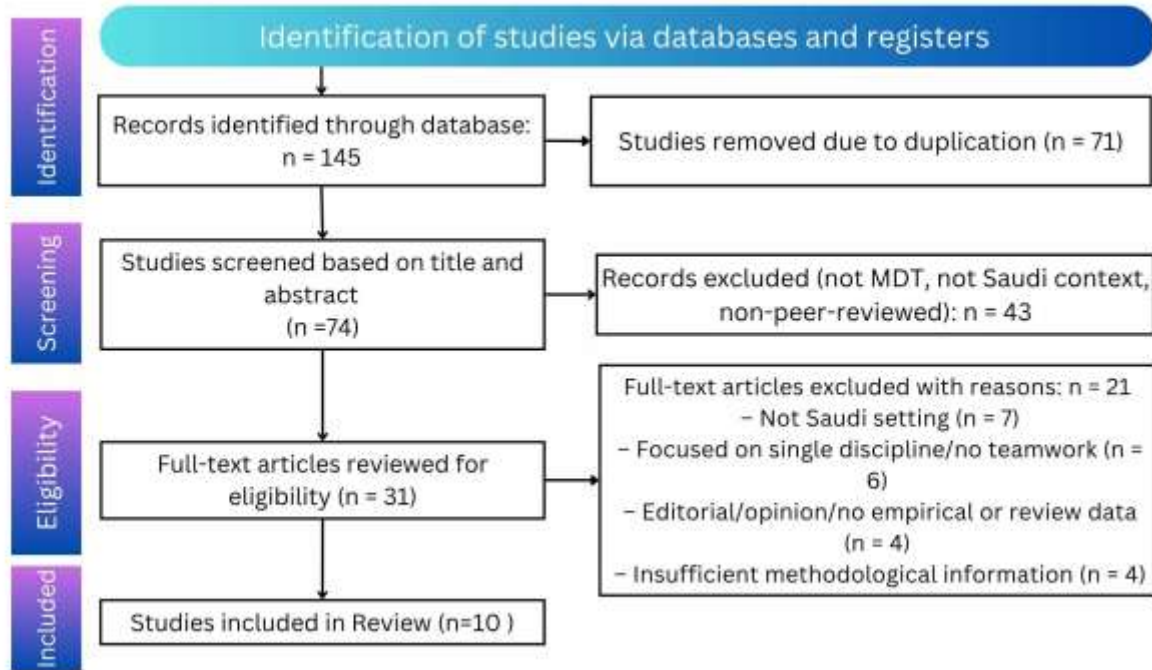 Identification of studies via databases and registers
Identification
Records identified through database:
n = 145
Studies removed due to duplication (n = 71)
Screening
Studies screened based on title and
abstract
(n =74)
Records excluded (not MDT, not Saudi context,
non-peer-reviewed): n = 43
Eligibility
Full-text articles reviewed for
eligibility (n = 31)
Full-text articles excluded with reasons: n = 21
– Not Saudi setting (n = 7)
– Focused on single discipline/no teamwork (n =
6)
– Editorial/opinion/no empirical or review data
(n = 4)
– Insufficient methodological information (n = 4)
Included
Studies included in Review (n=10 )